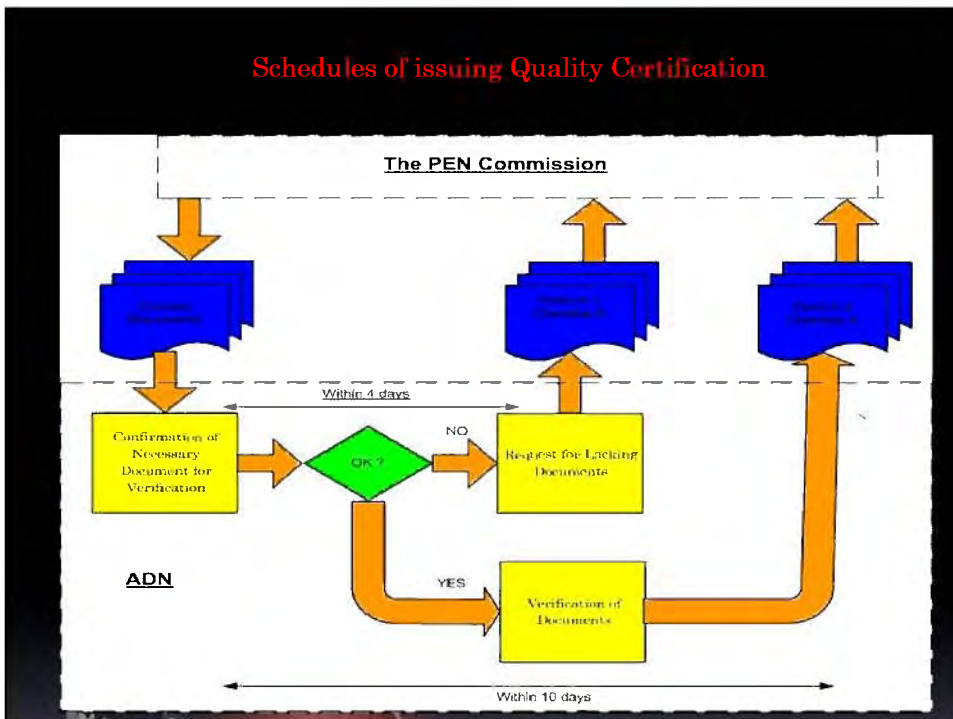 Schedules of issuing Quality Certification
The PEN Commission
Within 4 days
Confirmation of
Necessary
Document for
Verification
OK ?
NO
Request for Lacking
Documents
ADN
YES
Verification of
Documents
Within 10 days